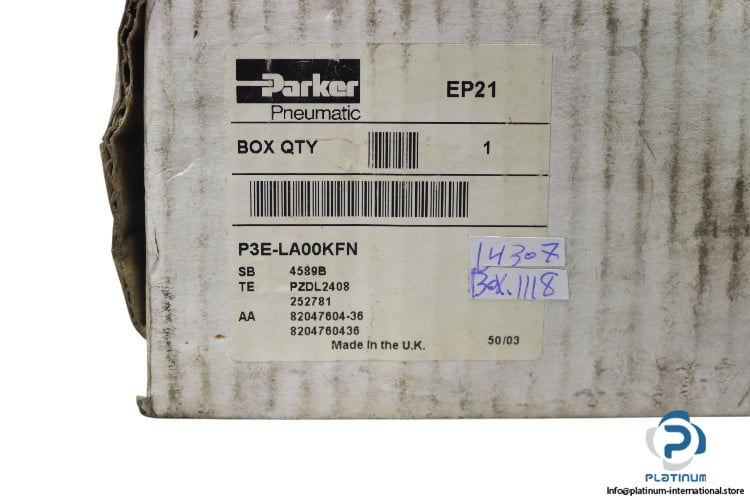 Parker
Pneumatic
EP21
BOX QTY 1
P3E-LA00KFN
SB 4589B
TE PZDL2408
252781
AA 82047604-36
8204760436
Made in the U.K.
50/03
14307
Box.1118
PLATINUM
Info@platinum-international.store